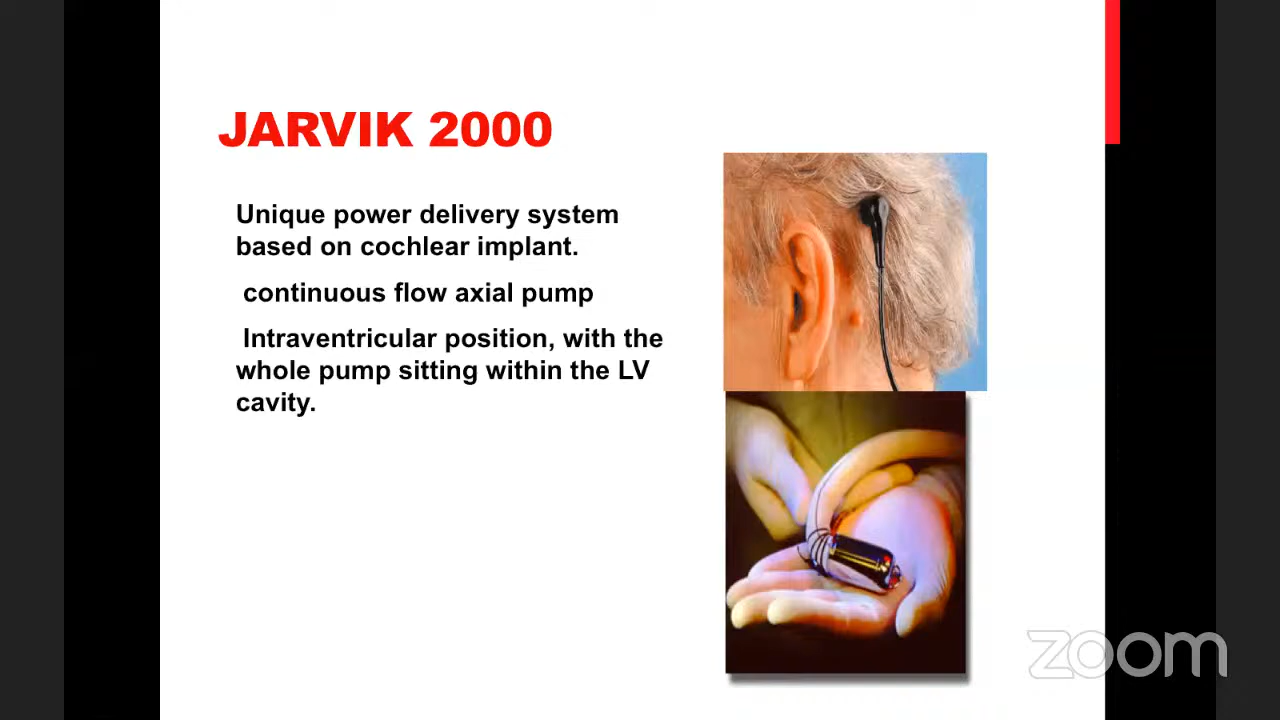 JARVIK 2000
Unique power delivery system
based on cochlear implant.
continuous flow axial pump
Intraventricular position, with the
whole pump sitting within the LV
cavity.
zoom